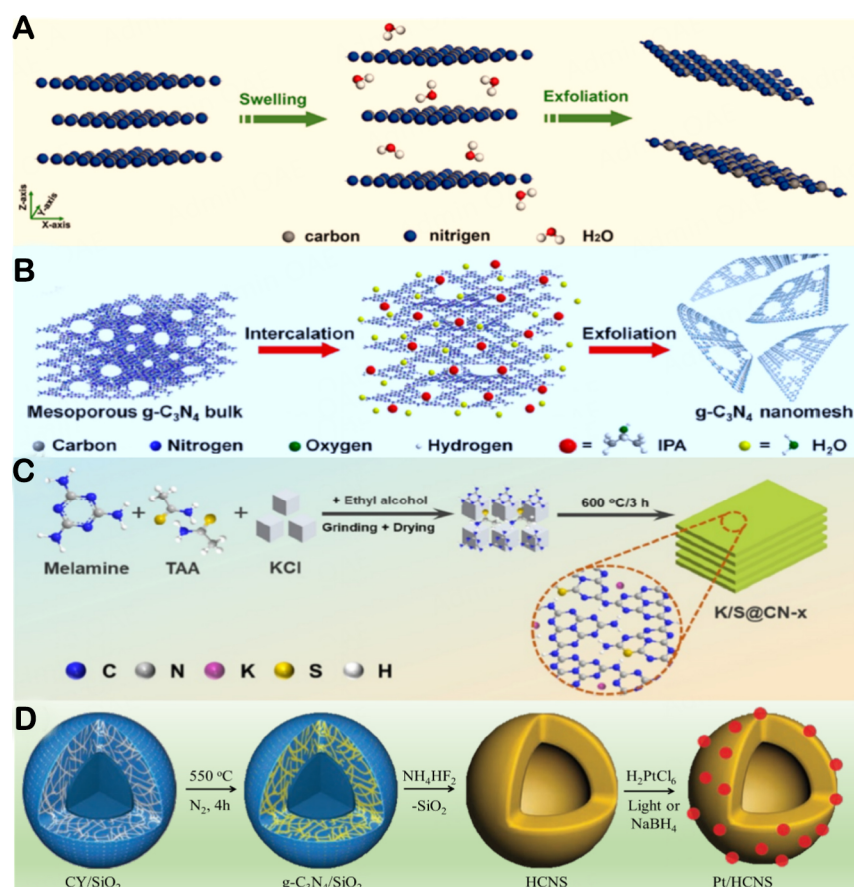 A
Swelling
Exfoliation
Z-axis
Y-axis
X-axis
carbon nitrigen H2O
B
Intercalation
Exfoliation
Mesoporous g-C3N4 bulk
g-C3N4 nanomesh
Carbon Nitrogen Oxygen Hydrogen = IPA = H2O
C
+ + + Ethyl alcohol
Grinding + Drying
600 °C/3 h
Melamine TAA KCl
K/S@CN-x
C N K S H
D
550 °C
N2, 4h
NH4HF2
-SiO2
H2PtCl6
Light or
NaBH4
CY/SiO2 g-C3N4/SiO2 HCNS Pt/HCNS